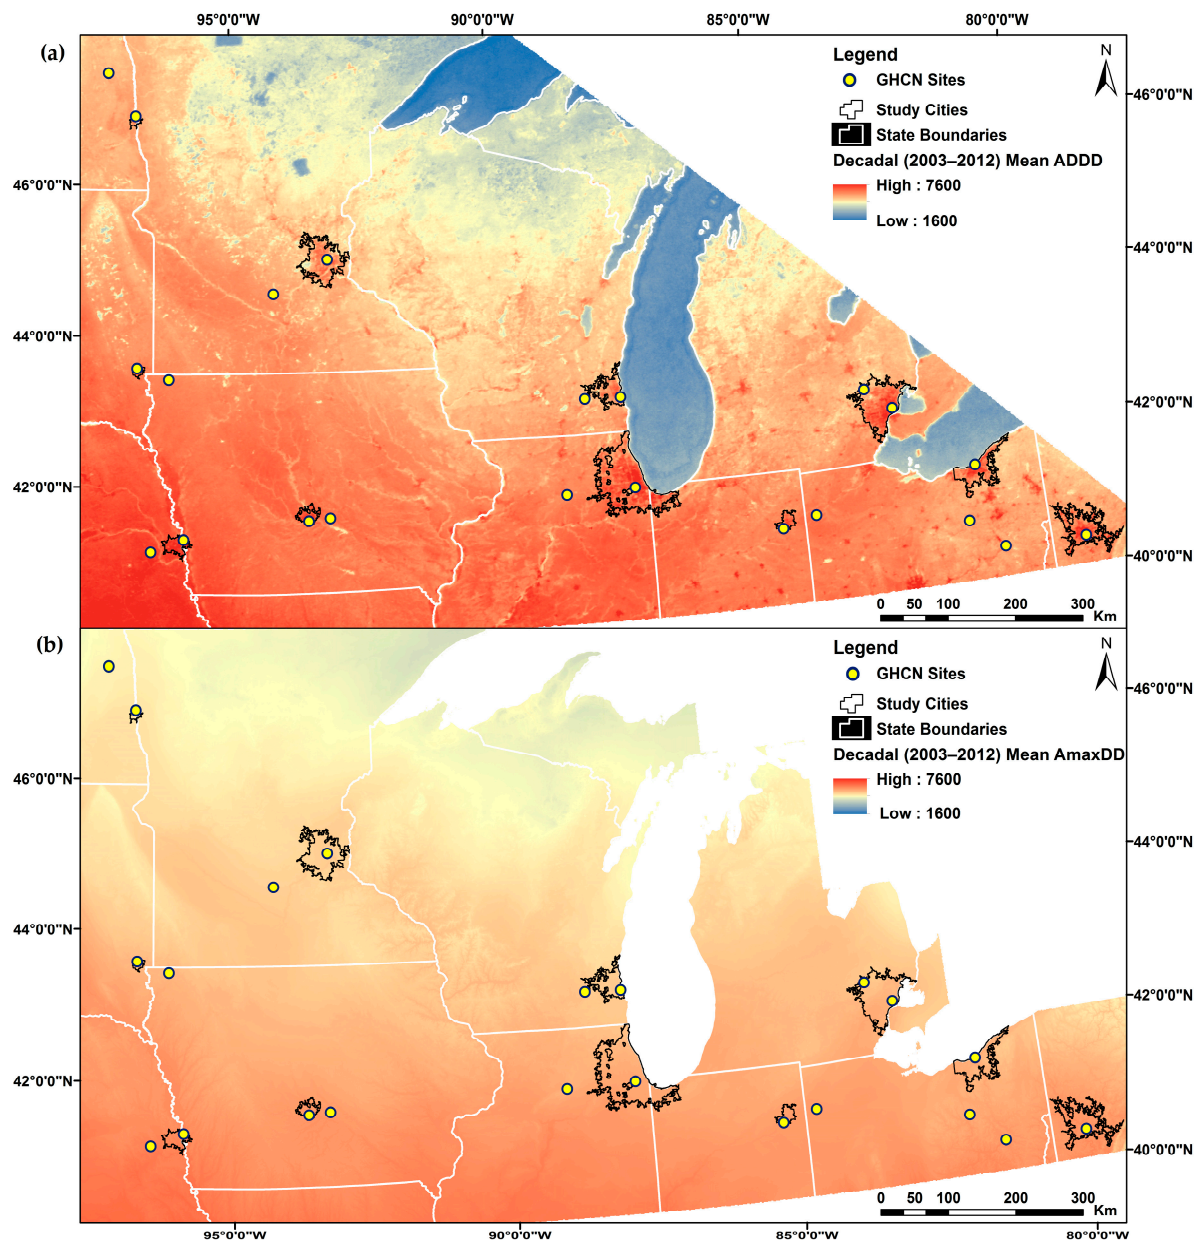 95°0'0"W 90°0'0"W 85°0'0"W 80°0'0"W
(a)
Legend
N
GHCN Sites
Study Cities
State Boundaries
Decadal (2003–2012) Mean ADDD
High : 7600
Low : 1600
46°0'0"N
46°0'0"N
44°0'0"N
44°0'0"N
42°0'0"N
42°0'0"N
40°0'0"N
0 50 100 200 300
Km
(b)
Legend
N
GHCN Sites
Study Cities
State Boundaries
Decadal (2003–2012) Mean AmaxDD
High : 7600
Low : 1600
46°0'0"N
46°0'0"N
44°0'0"N
44°0'0"N
42°0'0"N
42°0'0"N
40°0'0"N
0 50 100 200 300
Km
95°0'0"W 90°0'0"W 85°0'0"W 80°0'0"W